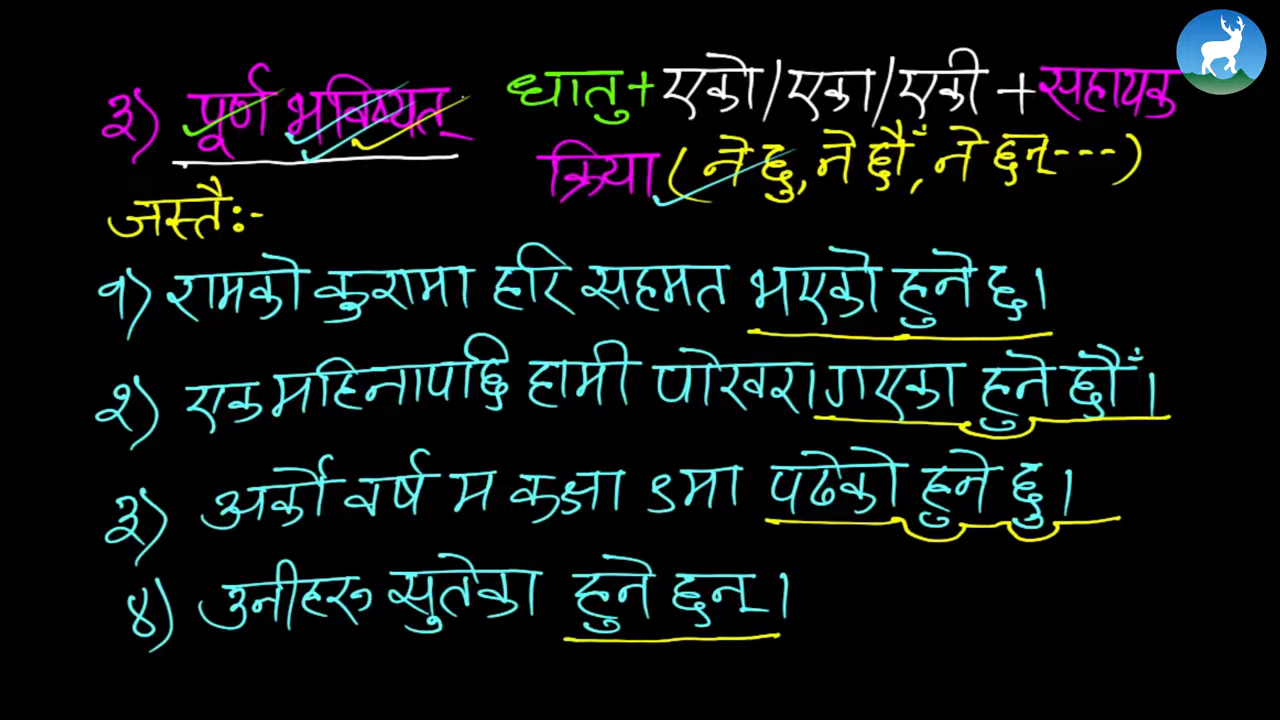 ३) पूर्ण भविष्यत् धातु + एको/एका/एकी + सहायक
क्रिया (ने छु, ने छौँ, ने छन् ---)
जस्तै:-
१) रामको कुरामा हरि सहमत भएको हुने छ।
२) एक महिनापछि हामी पोखरा गएका हुने छौँ।
३) अर्को वर्ष म कक्षा ९मा पढेको हुने छु।
४) उनीहरू सुतेका हुने छन्।